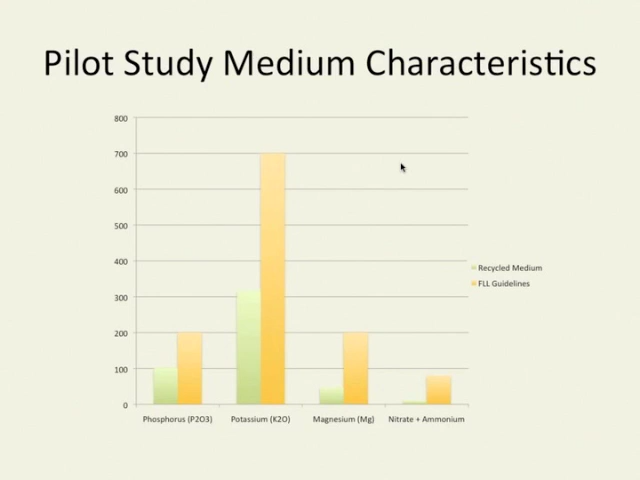 Pilot Study Medium Characteristics
800
700
600
500
400
300
200
100
0
Phosphorus (P2O3) Potassium (K2O) Magnesium (Mg) Nitrate + Ammonium
Recycled Medium
FLL Guidelines